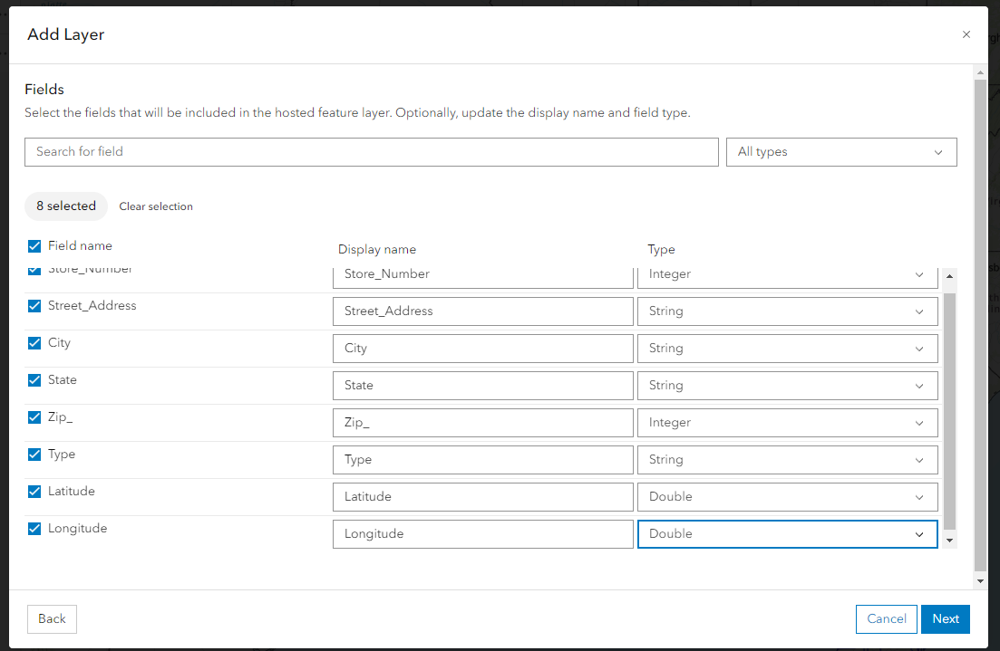 Add Layer
Fields
Select the fields that will be included in the hosted feature layer. Optionally, update the display name and field type.
Search for field All types
8 selected Clear selection
Field name Display name Type
Store_Number Store_Number Integer
Street_Address Street_Address String
City City String
State State String
Zip_ Zip_ Integer
Type Type String
Latitude Latitude Double
Longitude Longitude Double
Back Cancel Next